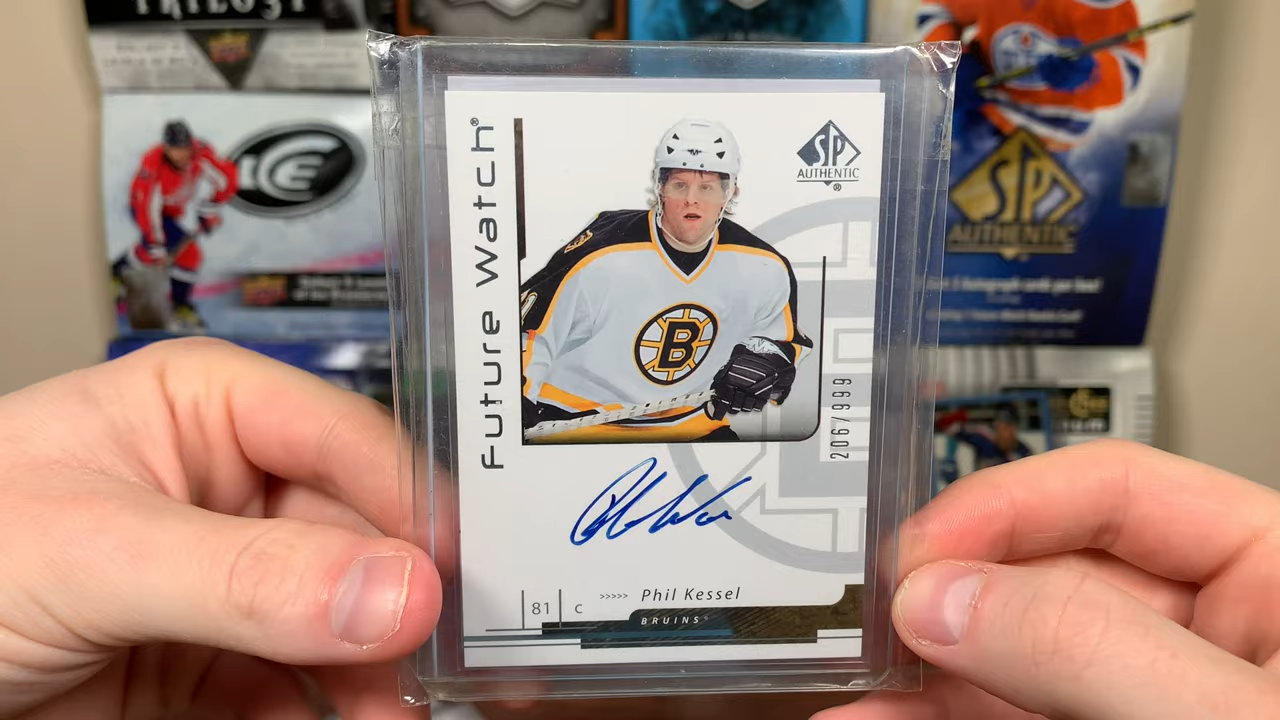 TRILOGY
ICE
SP
AUTHENTIC
Future Watch®
SP
AUTHENTIC
®
B
206/999
81 C >>>>> Phil Kessel
BRUINS